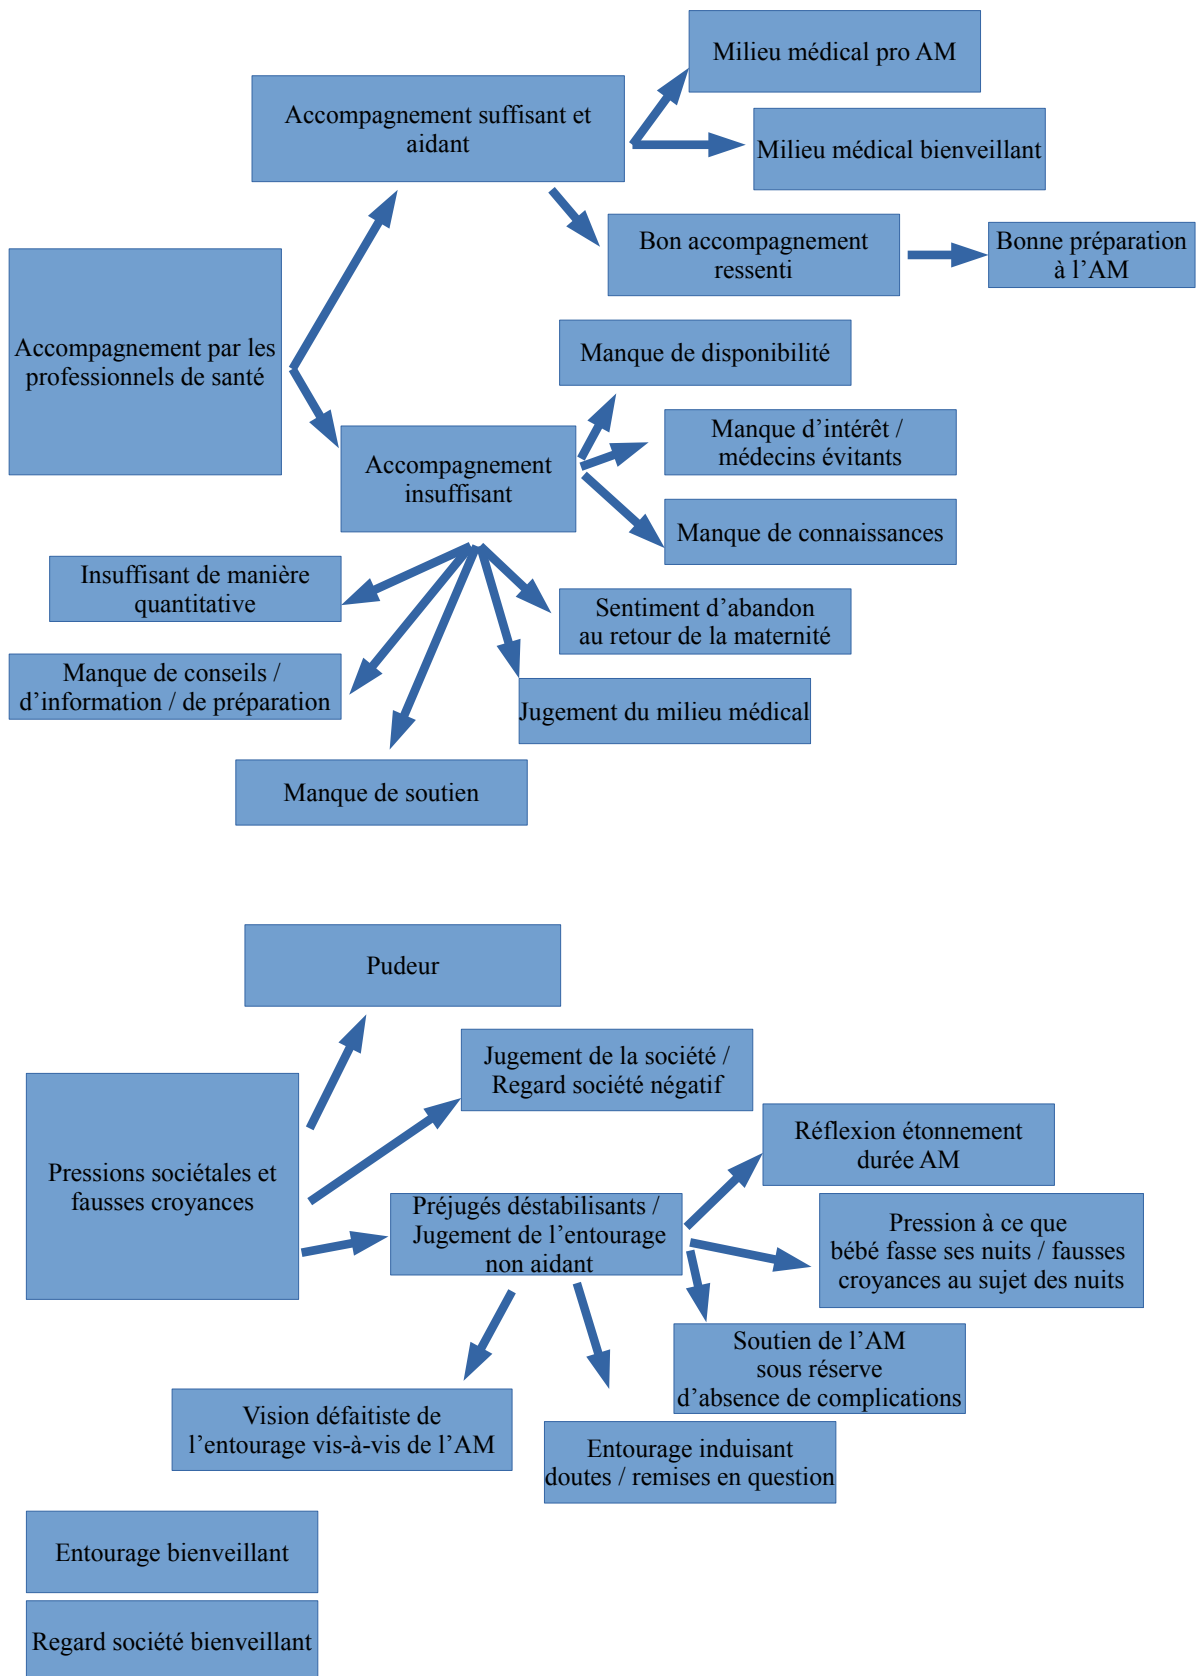 Milieu médical pro AM
Accompagnement suffisant et
aidant
Milieu médical bienveillant
Bon accompagnement
ressenti
Bonne préparation
à l’AM
Accompagnement par les
professionnels de santé
Manque de disponibilité
Manque d’intérêt /
médecins évitants
Accompagnement
insuffisant
Manque de connaissances
Insuffisant de manière
quantitative
Sentiment d’abandon
au retour de la maternité
Manque de conseils /
d’information / de préparation
Jugement du milieu médical
Manque de soutien
Pudeur
Jugement de la société /
Regard société négatif
Réflexion étonnement
durée AM
Pressions sociétales et
fausses croyances
Préjugés déstabilisants /
Jugement de l’entourage
non aidant
Pression à ce que
bébé fasse ses nuits / fausses
croyances au sujet des nuits
Soutien de l’AM
sous réserve
d’absence de complications
Vision défaitiste de
l’entourage vis-à-vis de l’AM
Entourage induisant
doutes / remises en question
Entourage bienveillant
Regard société bienveillant